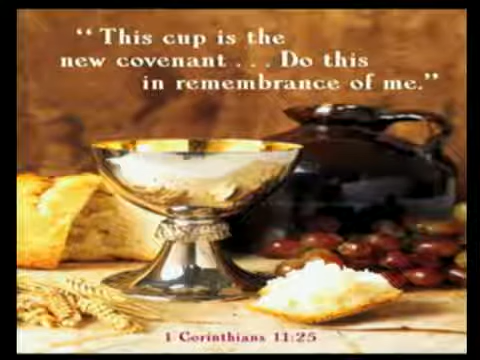 “ This cup is the
new covenant . . . Do this
in remembrance of me.”
1 Corinthians 11:25